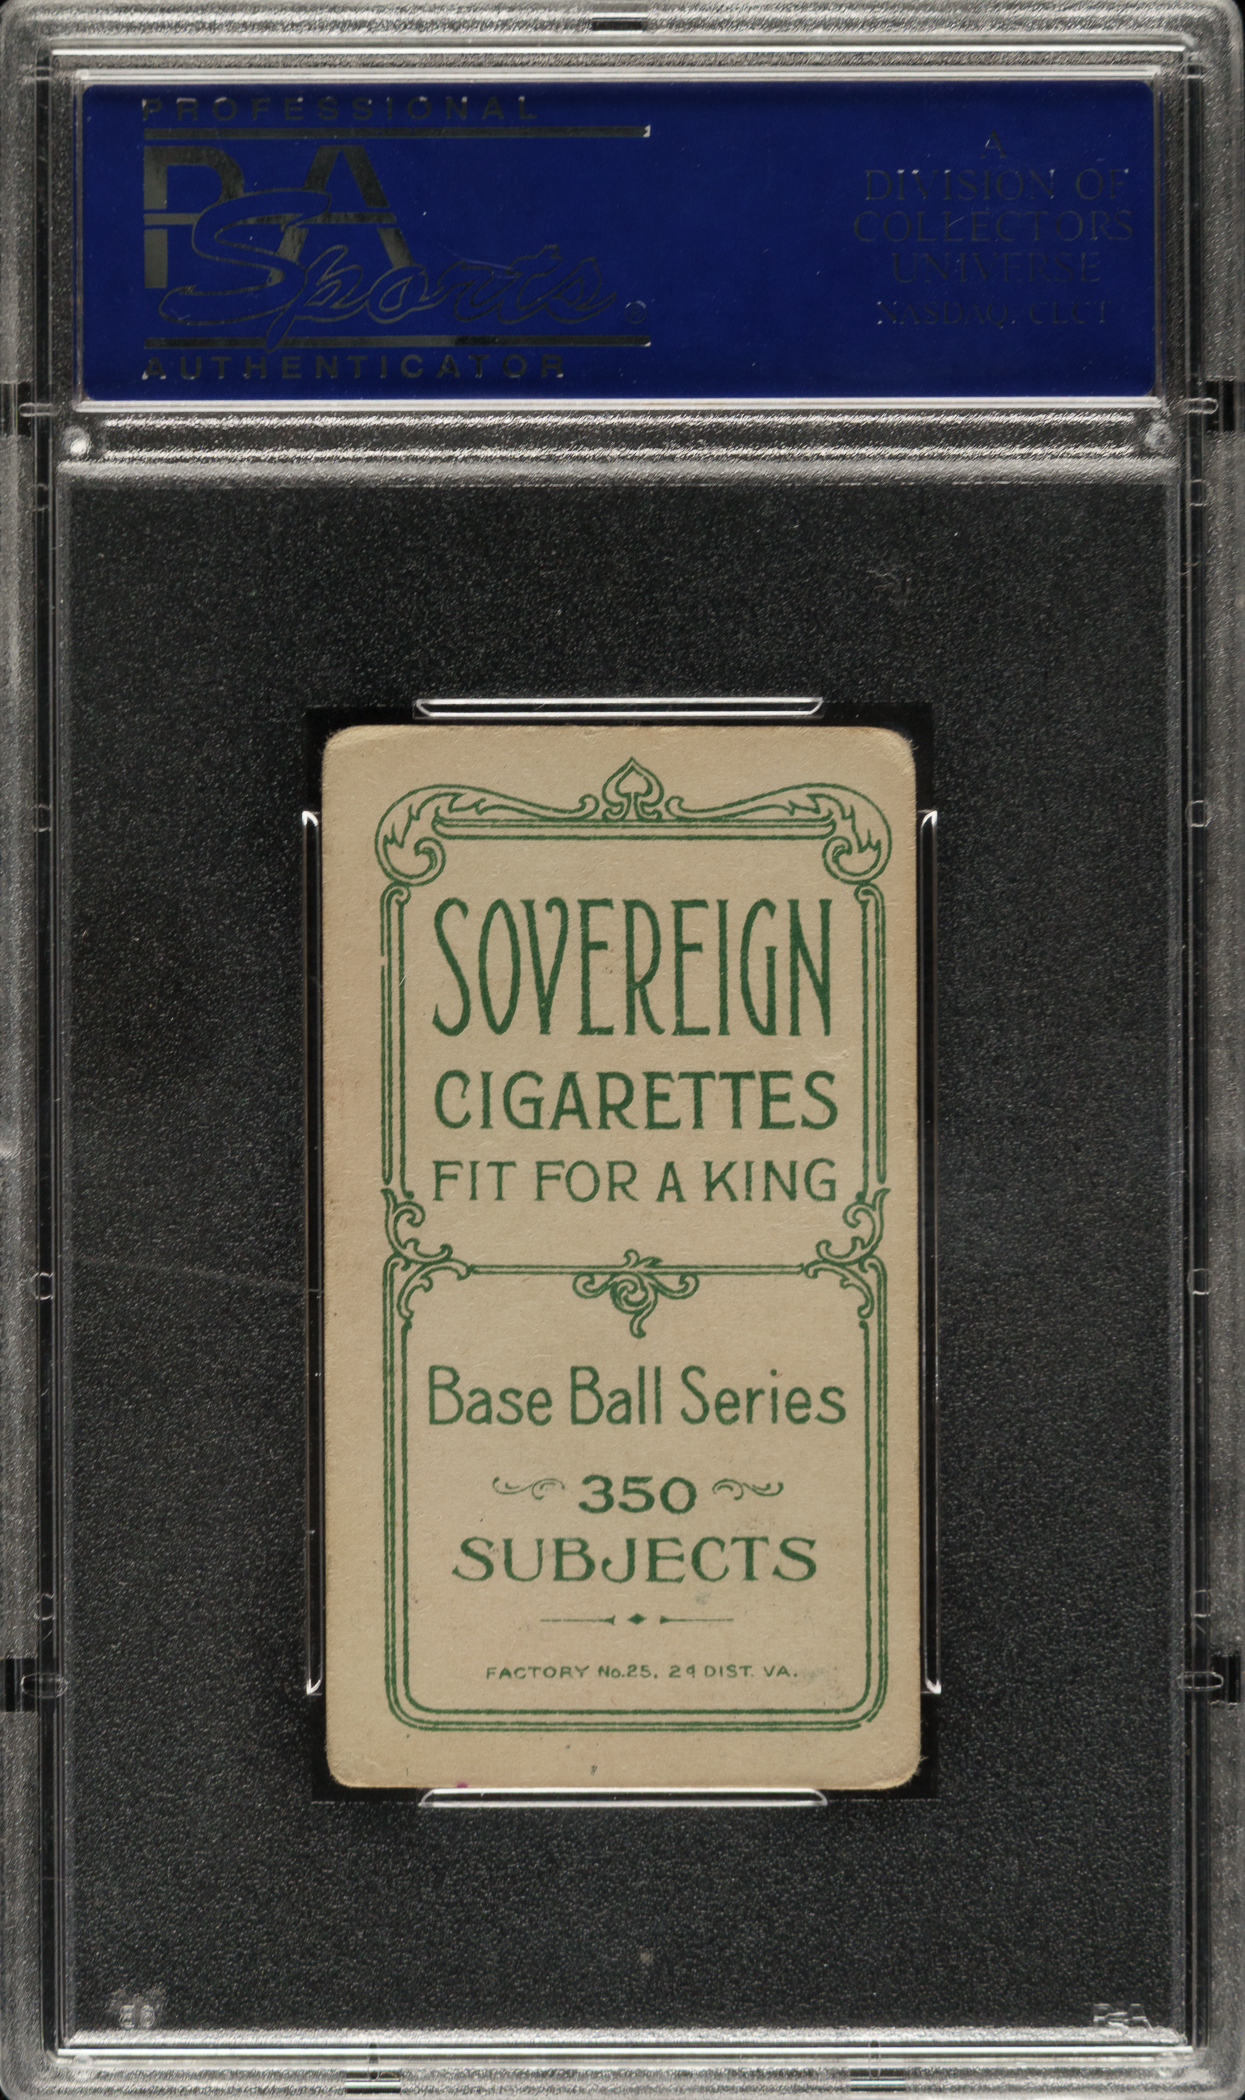 PROFESSIONAL
PSA
Sports
AUTHENTICATOR
A
DIVISION OF
COLLECTORS
UNIVERSE
NASDAQ: CLCT
SOVEREIGN
CIGARETTES
FIT FOR A KING
Base Ball Series
350
SUBJECTS
FACTORY No. 25, 2d DIST. VA.
PSA